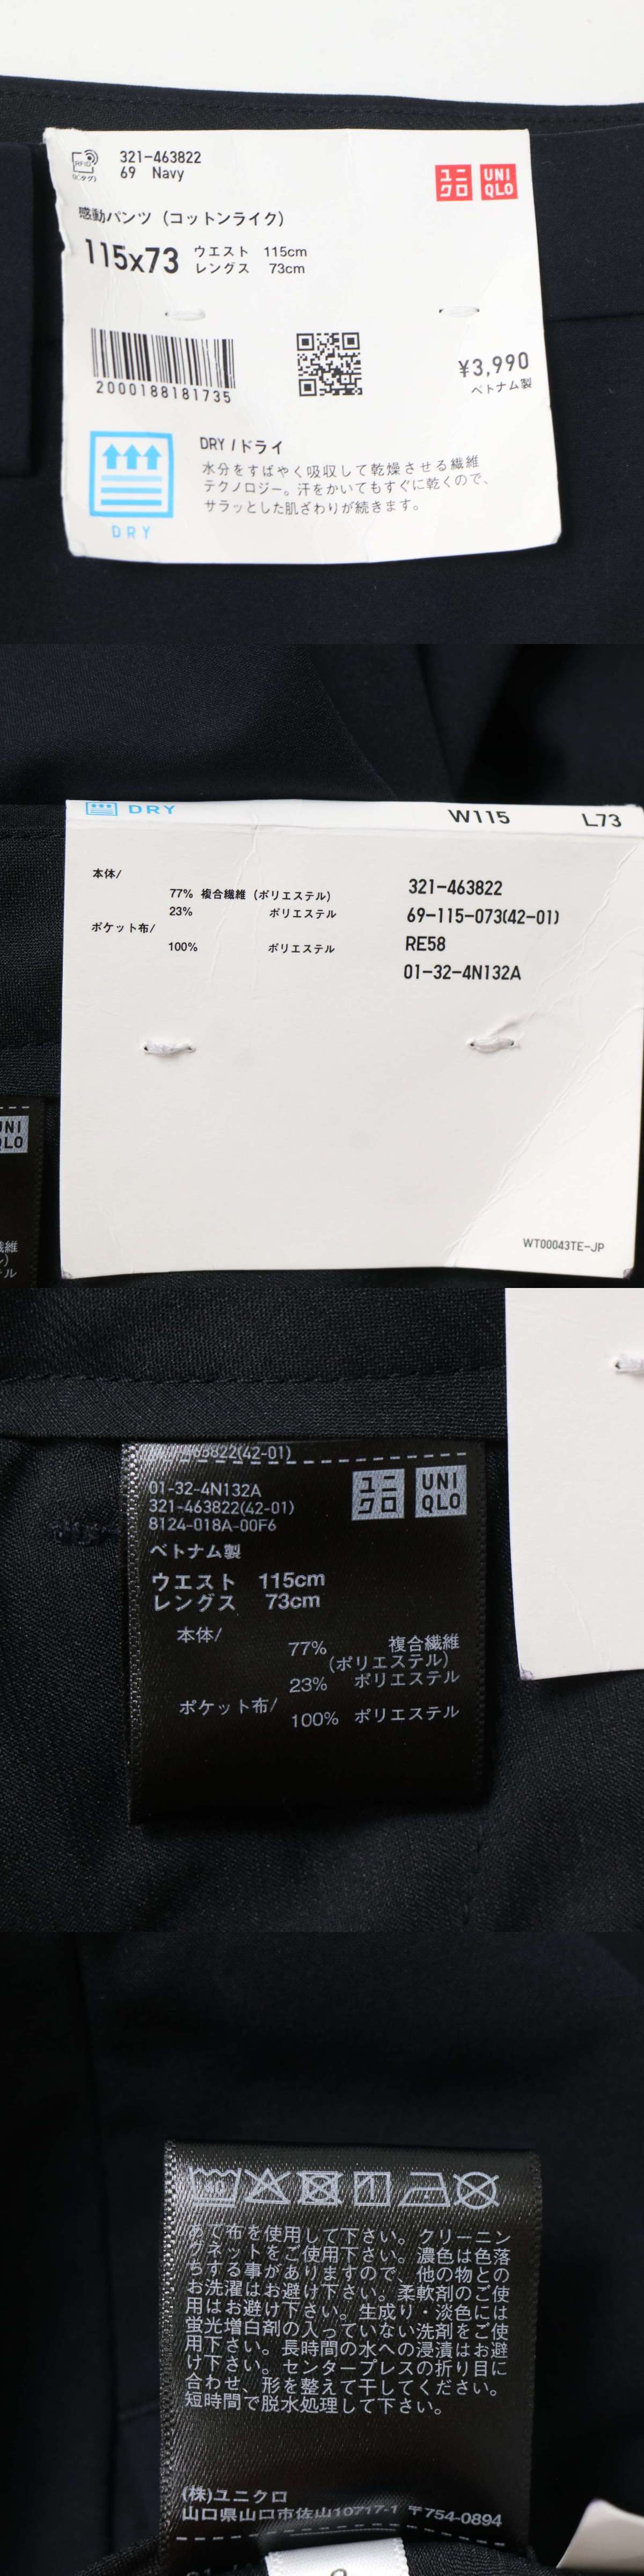 321-463822
69 Navy
ユニクロ UNIQLO
感動パンツ（コットンライク）
115x73
ウエスト 115cm
レングス 73cm
2000188181735
¥3,990
ベトナム製
DRY
DRY / ドライ
水分をすばやく吸収して乾燥させる繊維
テクノロジー。汗をかいてもすぐに乾くので、
サラッとした肌ざわりが続きます。
DRY W115 L73
本体/
77% 複合繊維（ポリエステル）
23% ポリエステル
ポケット布/
100% ポリエステル
321-463822
69-115-073(42-01)
RE58
01-32-4N132A
WT00043TE-JP
01-32-4N132A
321-463822(42-01)
8124-018A-00F6
ユニクロ UNIQLO
ベトナム製
ウエスト 115cm
レングス 73cm
本体/
77% 複合繊維
（ポリエステル）
23% ポリエステル
ポケット布/
100% ポリエステル
あて布を使用して下さい。クリーニン
グネットをご使用下さい。濃色は色落
ちする事がありますので、他の物との
お洗濯はお避け下さい。柔軟剤のご使
用はお避け下さい。生成り・淡色には
蛍光増白剤の入っていない洗剤をご使
用下さい。長時間の水への浸漬はお避
け下さい。センタープレスの折り目に
合わせ、形を整えて干してください。
短時間で脱水処理して下さい。
(株)ユニクロ
山口県山口市佐山10717-1 〒754-0894